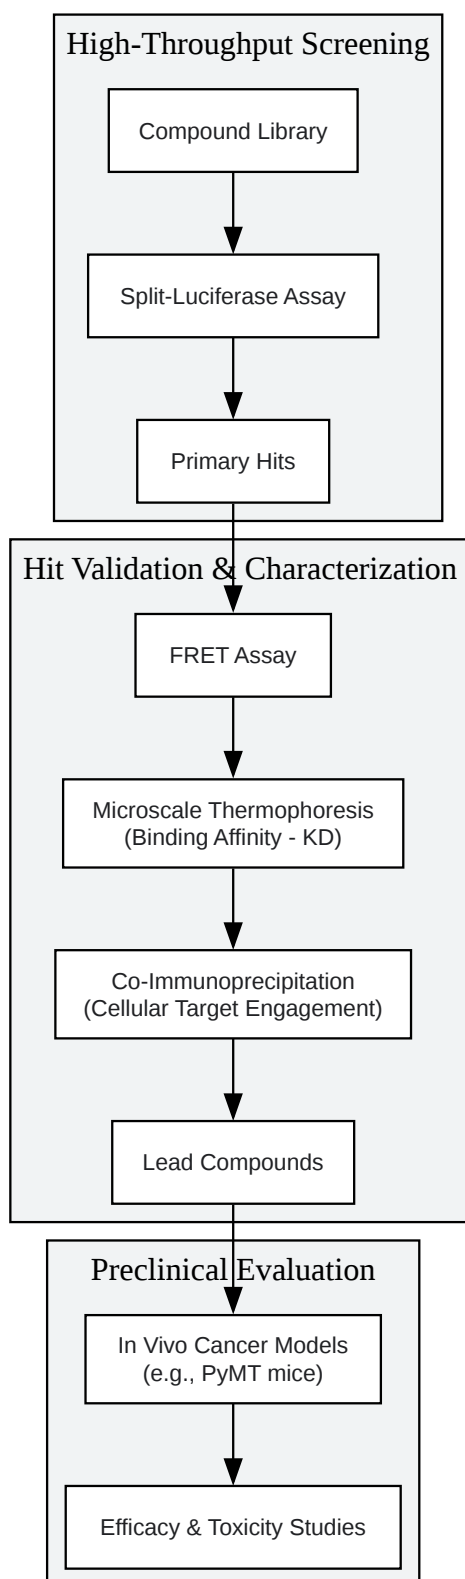 High-Throughput Screening
Compound Library
Split-Luciferase Assay
Primary Hits
Hit Validation & Characterization
FRET Assay
Microscale Thermophoresis
(Binding Affinity - KD)
Co-Immunoprecipitation
(Cellular Target Engagement)
Lead Compounds
Preclinical Evaluation
In Vivo Cancer Models
(e.g., PyMT mice)
Efficacy & Toxicity Studies